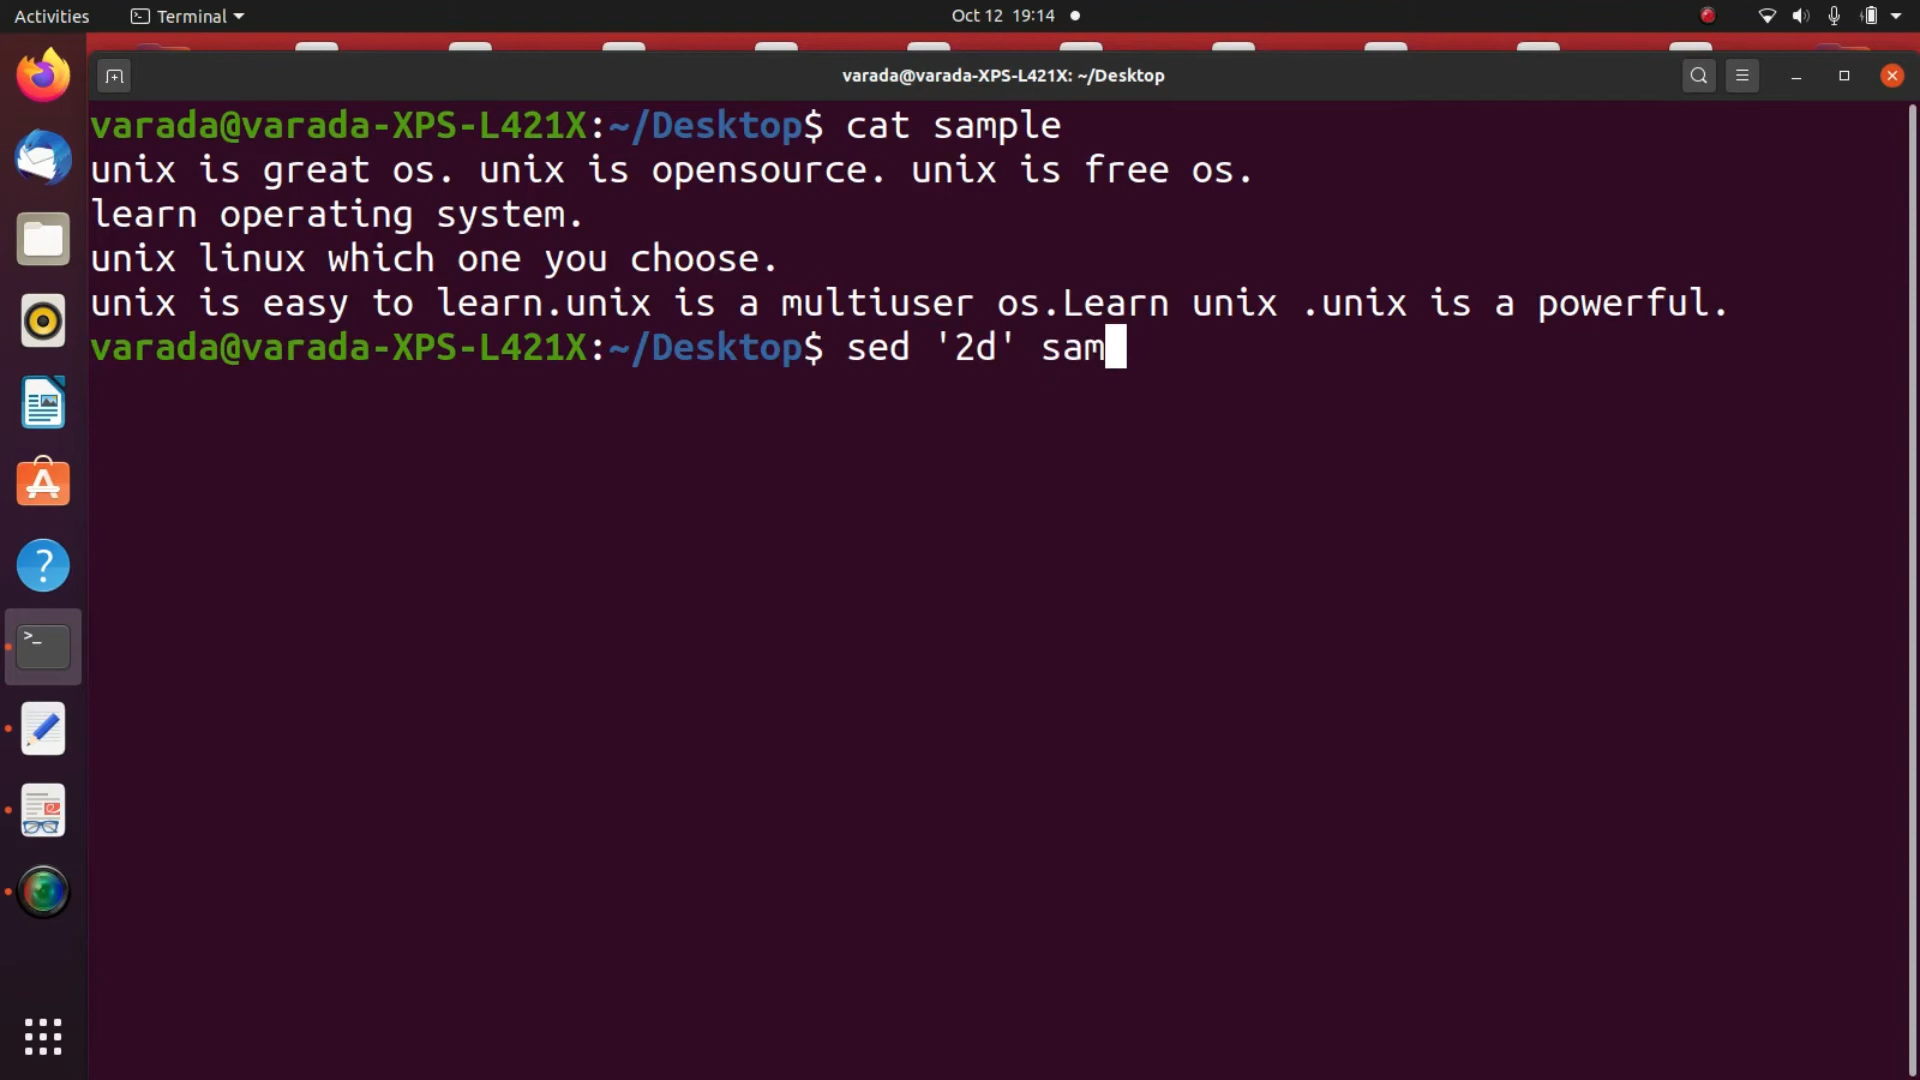 Activities Terminal Oct 12 19:14
varada@varada-XPS-L421X: ~/Desktop
varada@varada-XPS-L421X:~/Desktop$ cat sample
unix is great os. unix is opensource. unix is free os.
learn operating system.
unix linux which one you choose.
unix is easy to learn.unix is a multiuser os.Learn unix .unix is a powerful.
varada@varada-XPS-L421X:~/Desktop$ sed '2d' sam